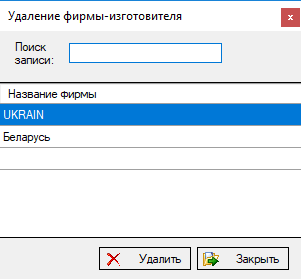 Удаление фирмы-изготовителя
Поиск
записи:
Название фирмы
UKRAIN
Беларусь
Удалить
Закрыть